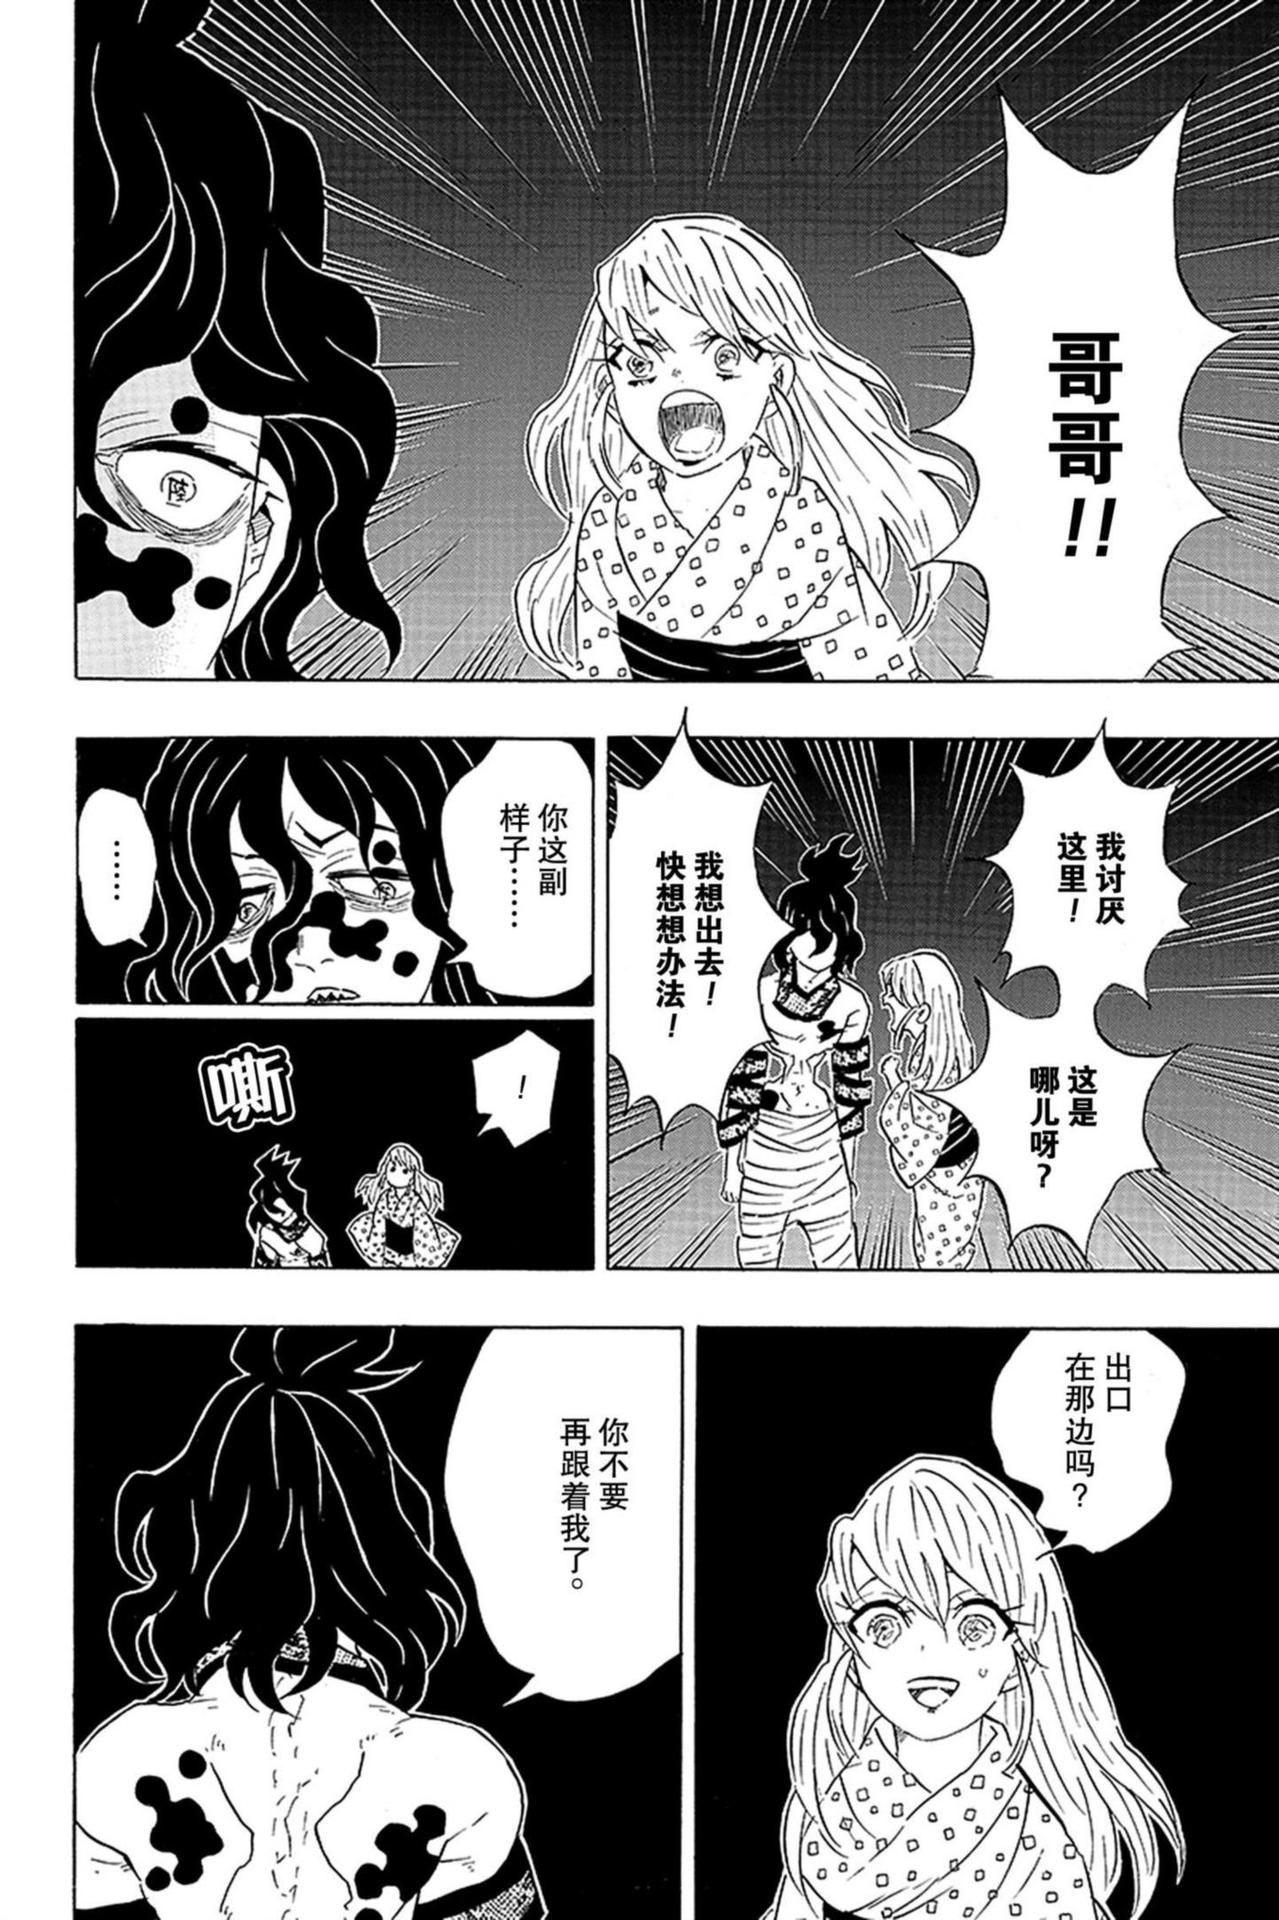 哥哥!!
陸
我讨厌
这里!
这是
哪儿呀?
我想出去!
快想想办法!
你这副
样子……
……
!
嘶
出口
在那边吗?
你不要
再跟着我了。